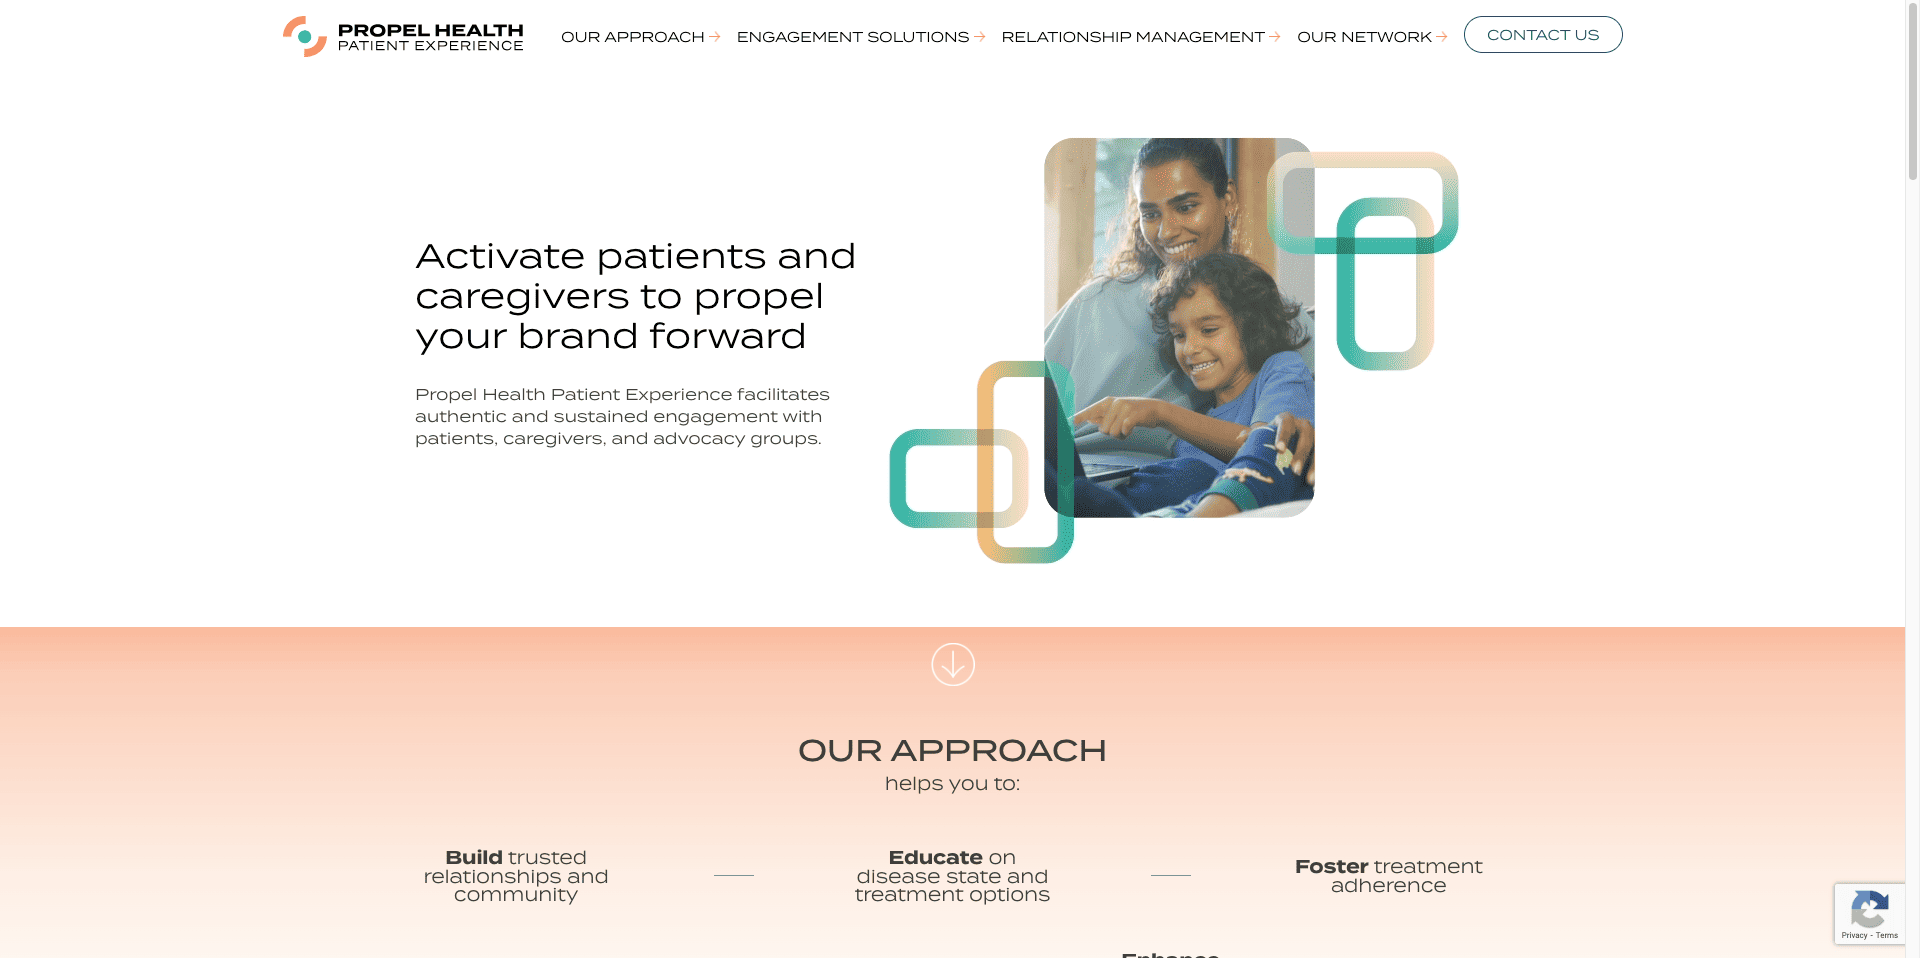 PROPEL HEALTH
PATIENT EXPERIENCE
OUR APPROACH
ENGAGEMENT SOLUTIONS
RELATIONSHIP MANAGEMENT
OUR NETWORK
CONTACT US
Activate patients and
caregivers to propel
your brand forward
Propel Health Patient Experience facilitates
authentic and sustained engagement with
patients, caregivers, and advocacy groups.
OUR APPROACH
helps you to:
Build trusted
relationships and
community
Educate on
disease state and
treatment options
Foster treatment
adherence
Enhance
Privacy - Terms